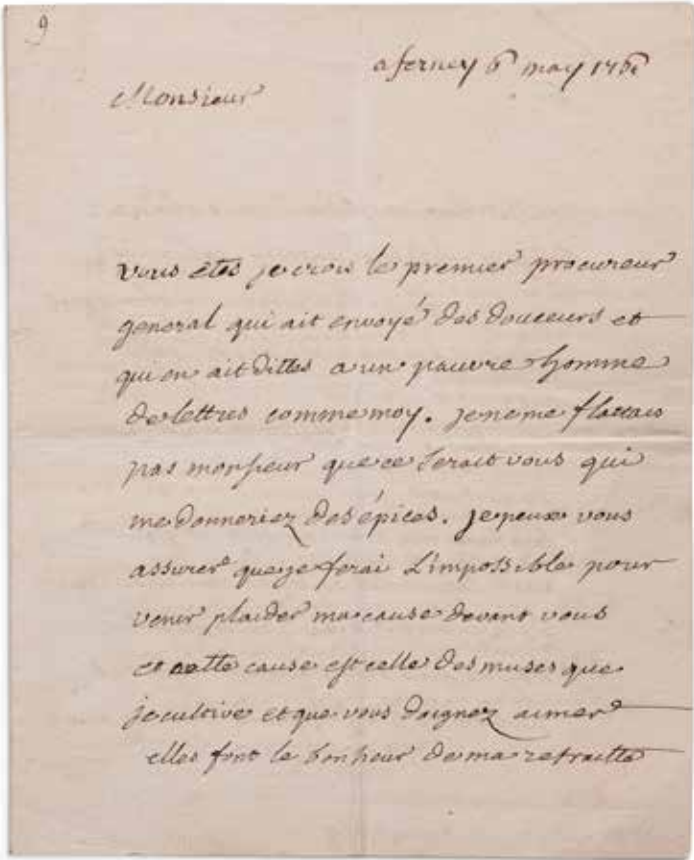 9
a ferney 6e may 1761
Monsieur
vous etes je crois le premier procureur
general qui ait envoyé des douceurs et
qui en ait dittes a un pauvre homme
de lettres comme moy. je ne me flattais
pas monsieur que ce serait vous qui
me donneriez des épices. je peux vous
assurer que je ferai L'impossible pour
venir plaider ma cause devant vous
et cette cause est celle des muses que
je cultive et que vous daignez aimer
elles font le bonheur de ma retraitte